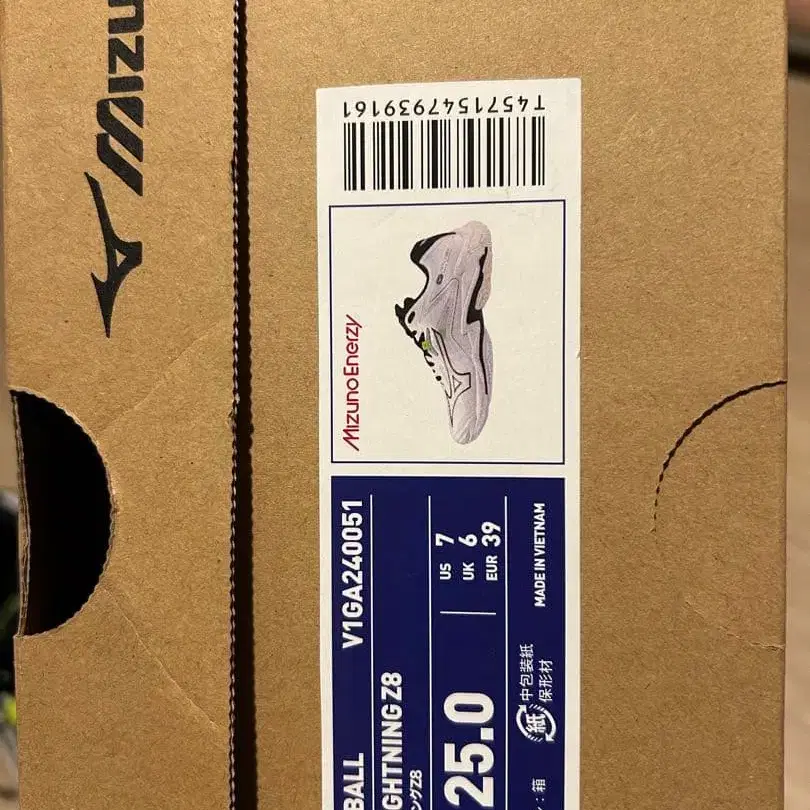 MIZUN
T4571547939161
MizunoEnerzy
BALL V1GA240051
GHTNING Z8
ングZ8
25.0
US 7
UK 6
EUR 39
紙
中包装紙
保形材
MADE IN VIETNAM
：箱